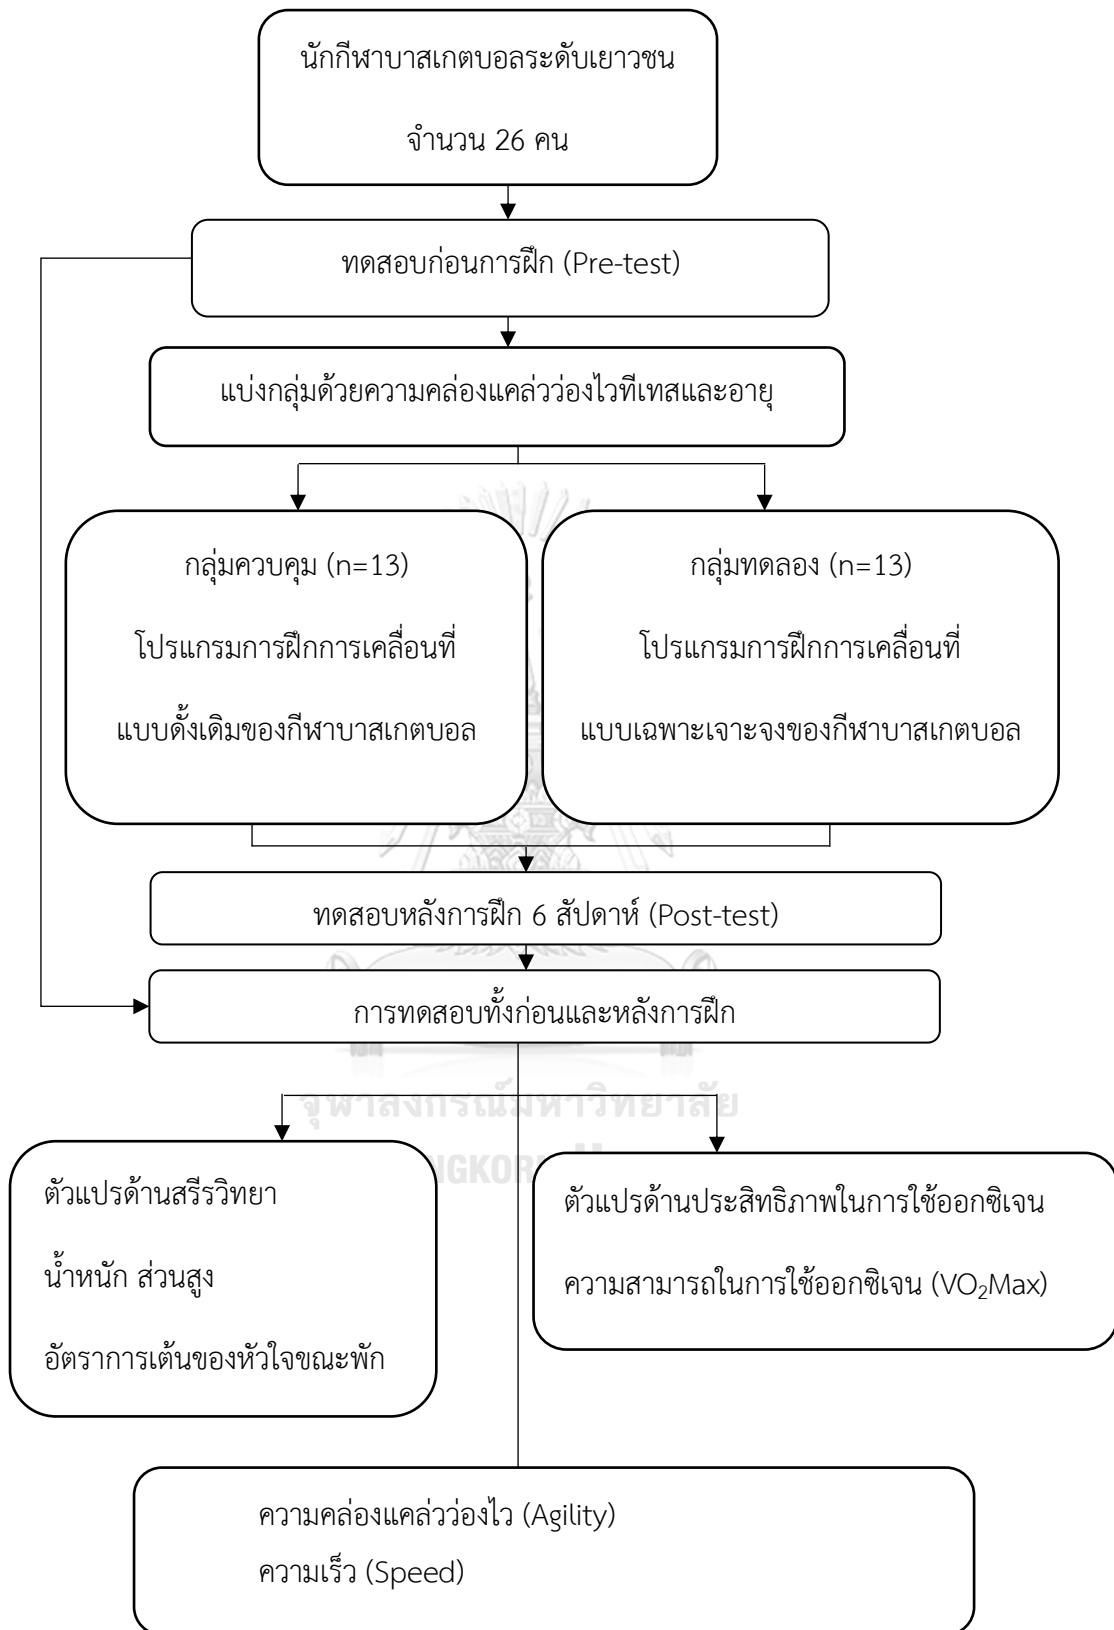 นักกีฬาบาสเกตบอลระดับเยาวชน
จำนวน 26 คน
ทดสอบก่อนการฝึก (Pre-test)
แบ่งกลุ่มด้วยความคล่องแคล่วว่องไวทีเทสและอายุ
กลุ่มควบคุม (n=13)
โปรแกรมการฝึกการเคลื่อนที่
แบบดั้งเดิมของกีฬาบาสเกตบอล
กลุ่มทดลอง (n=13)
โปรแกรมการฝึกการเคลื่อนที่
แบบเฉพาะเจาะจงของกีฬาบาสเกตบอล
ทดสอบหลังการฝึก 6 สัปดาห์ (Post-test)
การทดสอบทั้งก่อนและหลังการฝึก
จุฬาลงกรณ์มหาวิทยาลัย
ตัวแปรด้านสรีรวิทยา
น้ำหนัก ส่วนสูง
อัตราการเต้นของหัวใจขณะพัก
ตัวแปรด้านประสิทธิภาพในการใช้ออกซิเจน
ความสามารถในการใช้ออกซิเจน (VO₂Max)
ความคล่องแคล่วว่องไว (Agility)
ความเร็ว (Speed)